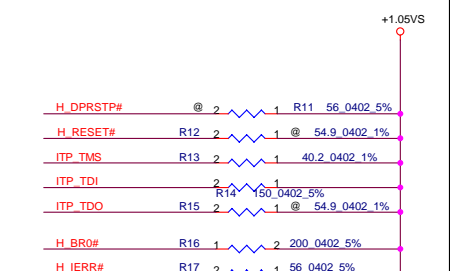 +1.05VS
H_DPRSTP# @ 2 1 R11 56_0402_5%
H_RESET# R12 2 1 @ 54.9_0402_1%
ITP_TMS R13 2 1 40.2_0402_1%
ITP_TDI 2 1
R14 150_0402_5%
ITP_TDO R15 2 1 @ 54.9_0402_1%
H_BR0# R16 1 2 200_0402_5%
H_IERR# R17 2 1 56_0402_5%